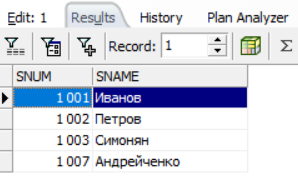 Edit: 1 Results History Plan Analyzer
Record: 1 Σ
SNUM SNAME
1 001 Иванов
1 002 Петров
1 003 Симонян
1 007 Андрейченко